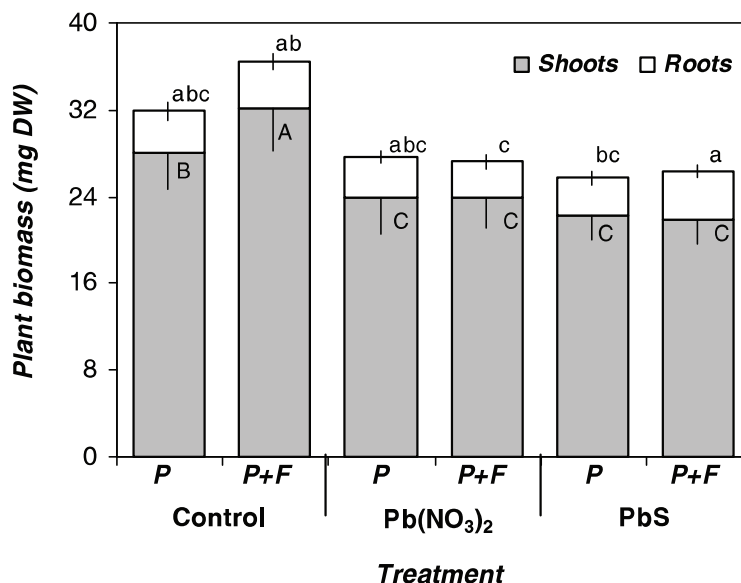 40
Shoots Roots
ab
abc
32
A
B
abc c bc a
24
C C C C
16
8
0
P P+F P P+F P P+F
Control Pb(NO₃)₂ PbS
Plant biomass (mg DW)
Treatment